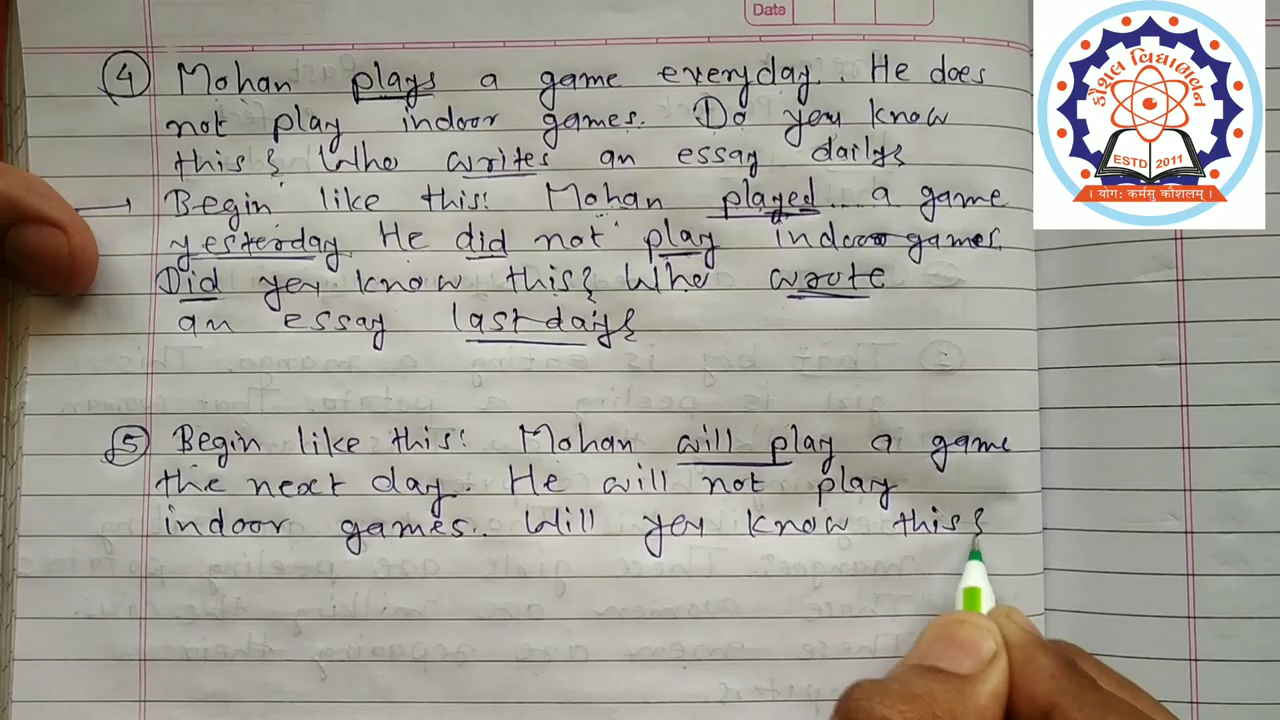 Date
कौशल विद्याभवन
ESTD 2011
। योगः कर्मसु कौशलम् ।
④ Mohan plays a game everyday. He does
not play indoor games. Do you know
this? Who writes an essay daily?
→ Begin like this: Mohan played a game
yesterday. He did not play indoor games.
Did you know this? Who wrote
an essay last day?
⑤ Begin like this: Mohan will play a game
the next day. He will not play
indoor games. Will you know this?